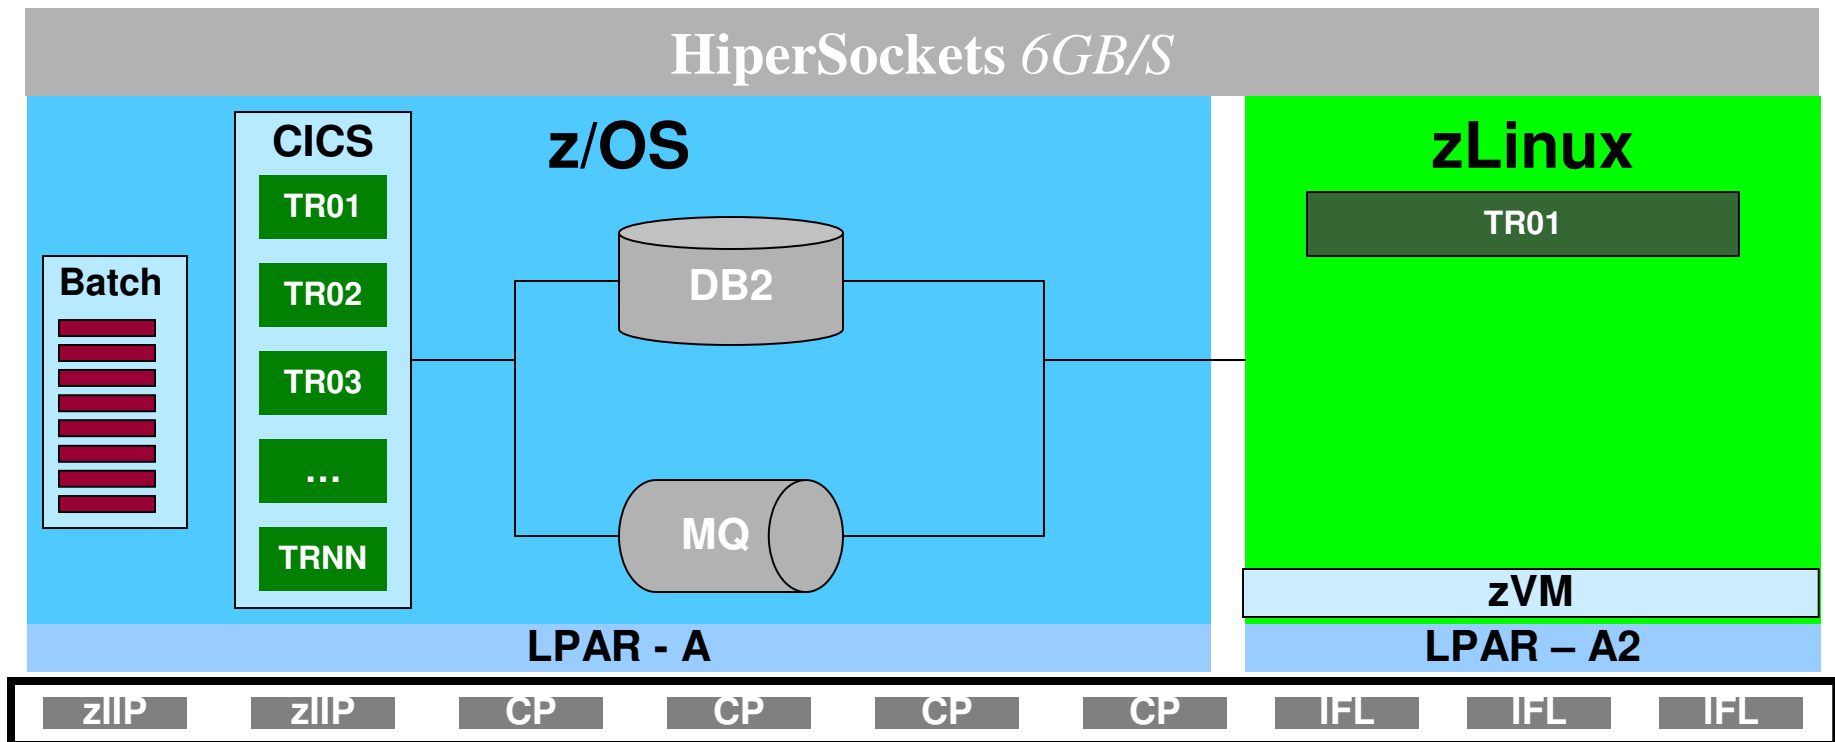 HiperSockets 6GB/S
z/OS
zLinux
CICS
TR01
TR02
TR03
...
TRNN
Batch
DB2
MQ
TR01
zVM
LPAR - A
LPAR – A2
zIIP zIIP CP CP CP CP IFL IFL IFL